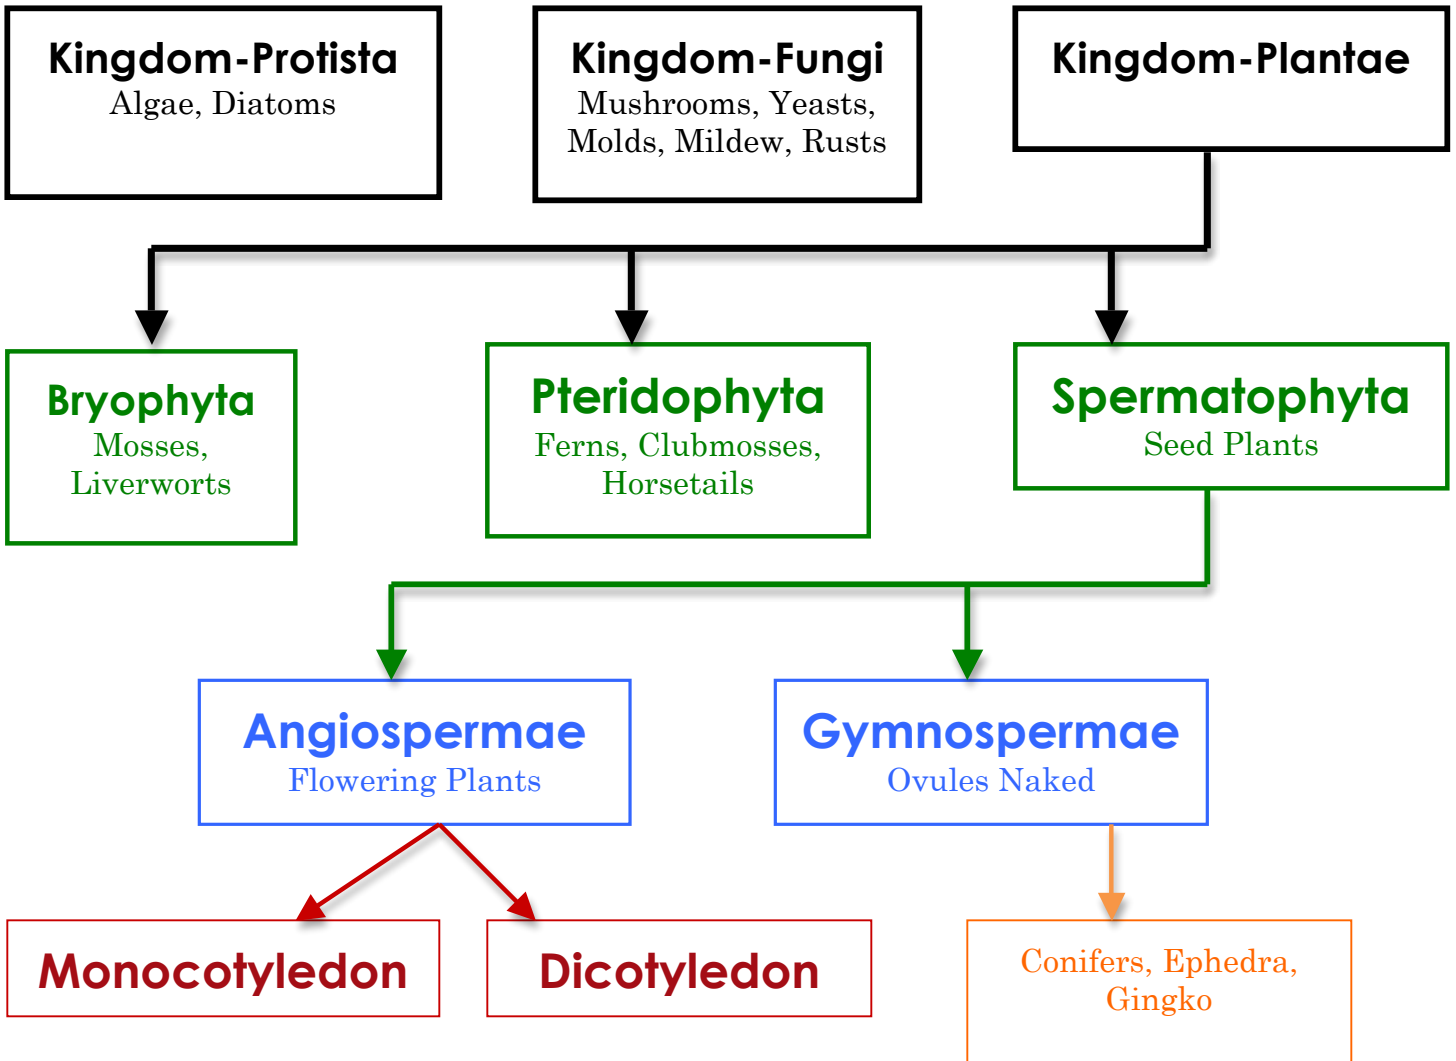 Kingdom-Protista
Algae, Diatoms
Kingdom-Fungi
Mushrooms, Yeasts,
Molds, Mildew, Rusts
Kingdom-Plantae
Bryophyta
Mosses,
Liverworts
Pteridophyta
Ferns, Clubmosses,
Horsetails
Spermatophyta
Seed Plants
Angiospermae
Flowering Plants
Gymnospermae
Ovules Naked
Monocotyledon
Dicotyledon
Conifers, Ephedra,
Gingko